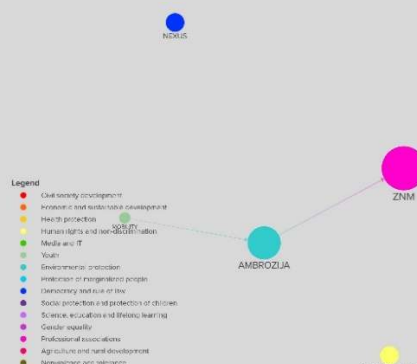 NEXUS
ZNM
AMBROZIJA
Legend
Civil society development
Economic and sustainable development
Health protection
Human rights and non-discrimination
Media and IT
Youth
Environmental protection
Protection of marginalized people
Democracy and rule of law
Social protection and protection of children
Science, education and lifelong learning
Gender equality
Professional associations
Agriculture and rural development